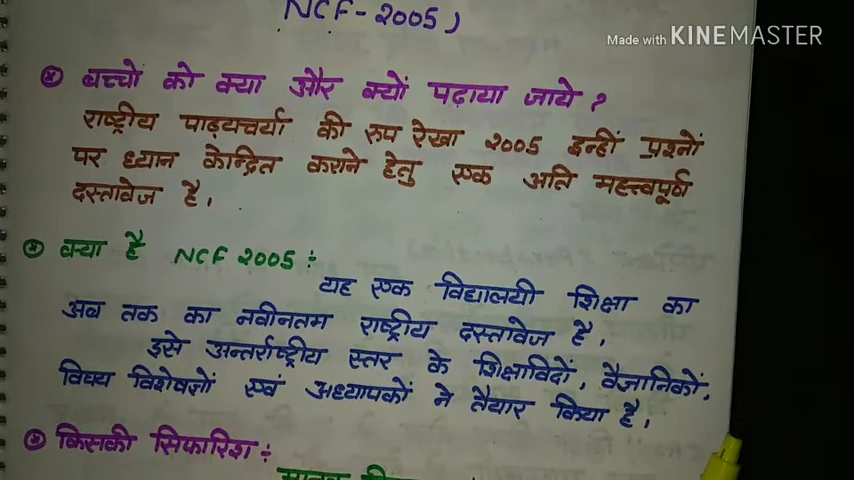 NCF-2005)
Made with KINEMASTER
बच्चों को क्या और क्यों पढ़ाया जाये ?
राष्ट्रीय पाठ्यचर्या की रुप रेखा 2005 इन्हीं प्रश्नों
पर ध्यान केन्द्रित कराने हेतु एक अति महत्त्वपूर्ण
दस्तावेज है।
क्या है NCF 2005 :
यह एक विद्यालयी शिक्षा का
अब तक का नवीनतम राष्ट्रीय दस्तावेज है,
इसे अन्तर्राष्ट्रीय स्तर के शिक्षाविदों, वैज्ञानिकों,
विषय विशेषज्ञों एवं अध्यापकों ने तैयार किया है,
किसकी सिफारिश :